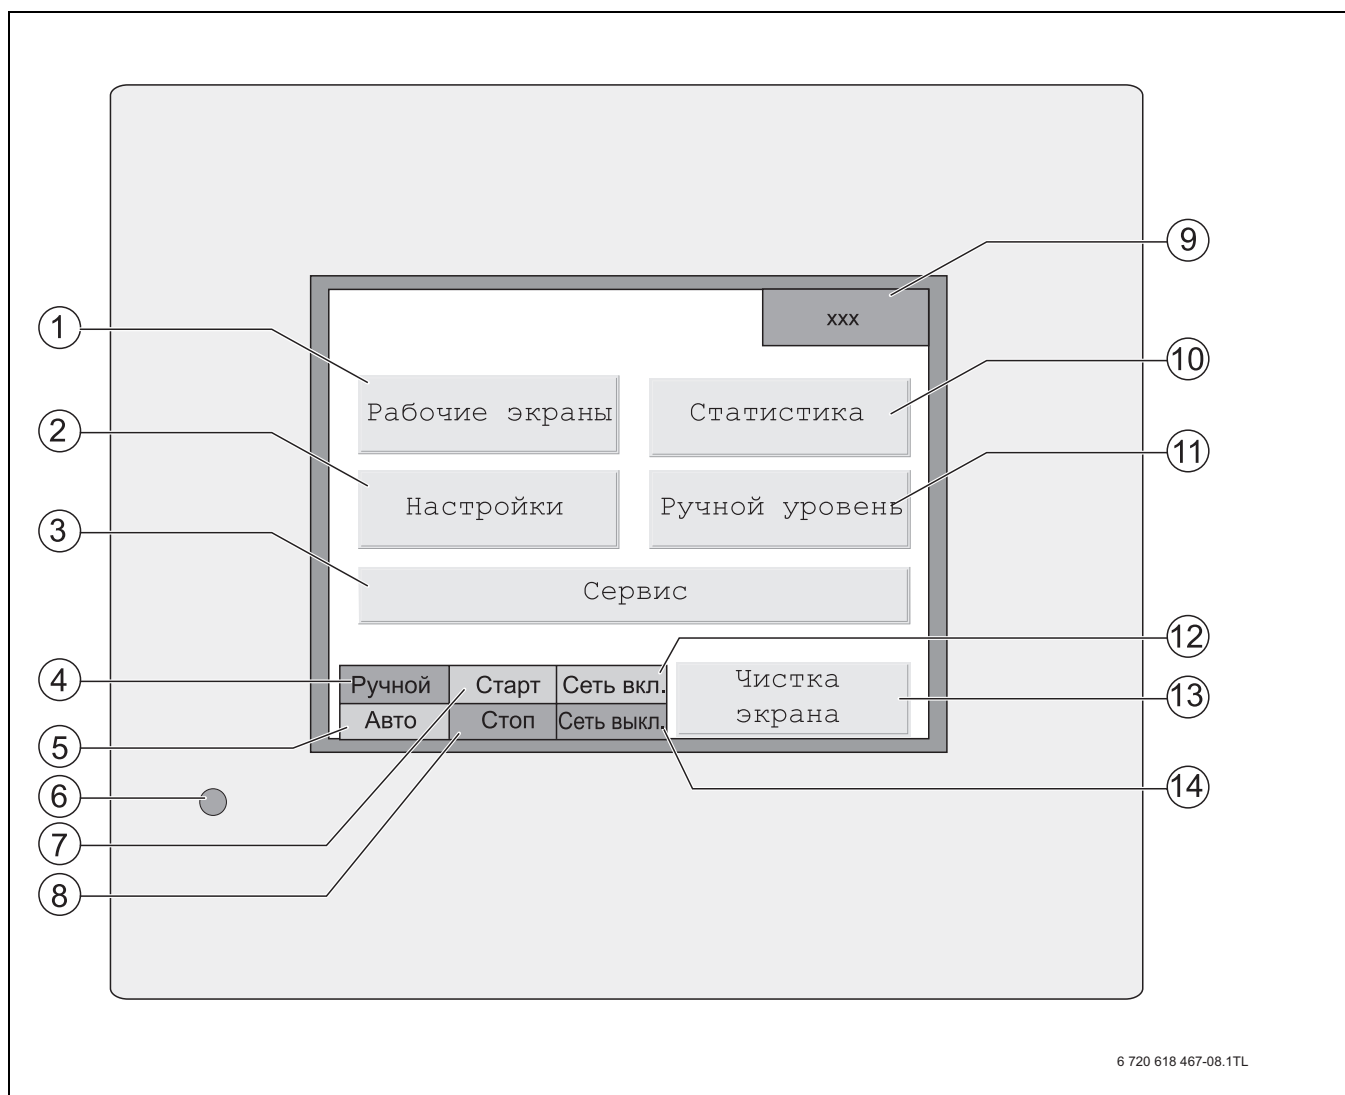 9
xxx
1
10
Рабочие экраны
Статистика
2
11
Настройки
Ручной уровень
3
Сервис
12
4
Ручной
Старт
Сеть вкл.
Чистка
экрана
13
5
Авто
Стоп
Сеть выкл.
6
14
7
8
6 720 618 467-08.1TL